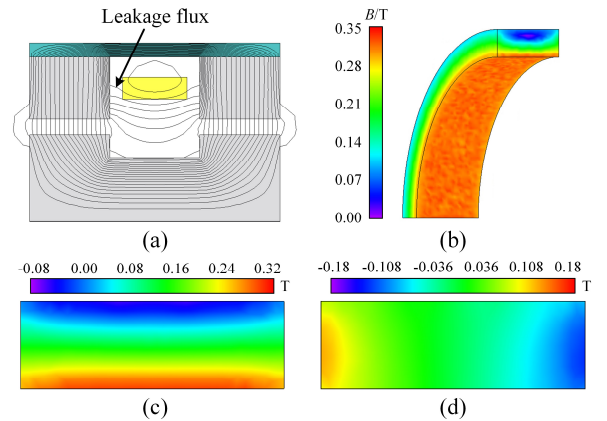 Leakage flux
(a)
B/T
0.35
0.28
0.21
0.14
0.07
0.00
(b)
-0.08 0.00 0.08 0.16 0.24 0.32 T
(c)
-0.18 -0.108 -0.036 0.036 0.108 0.18 T
(d)